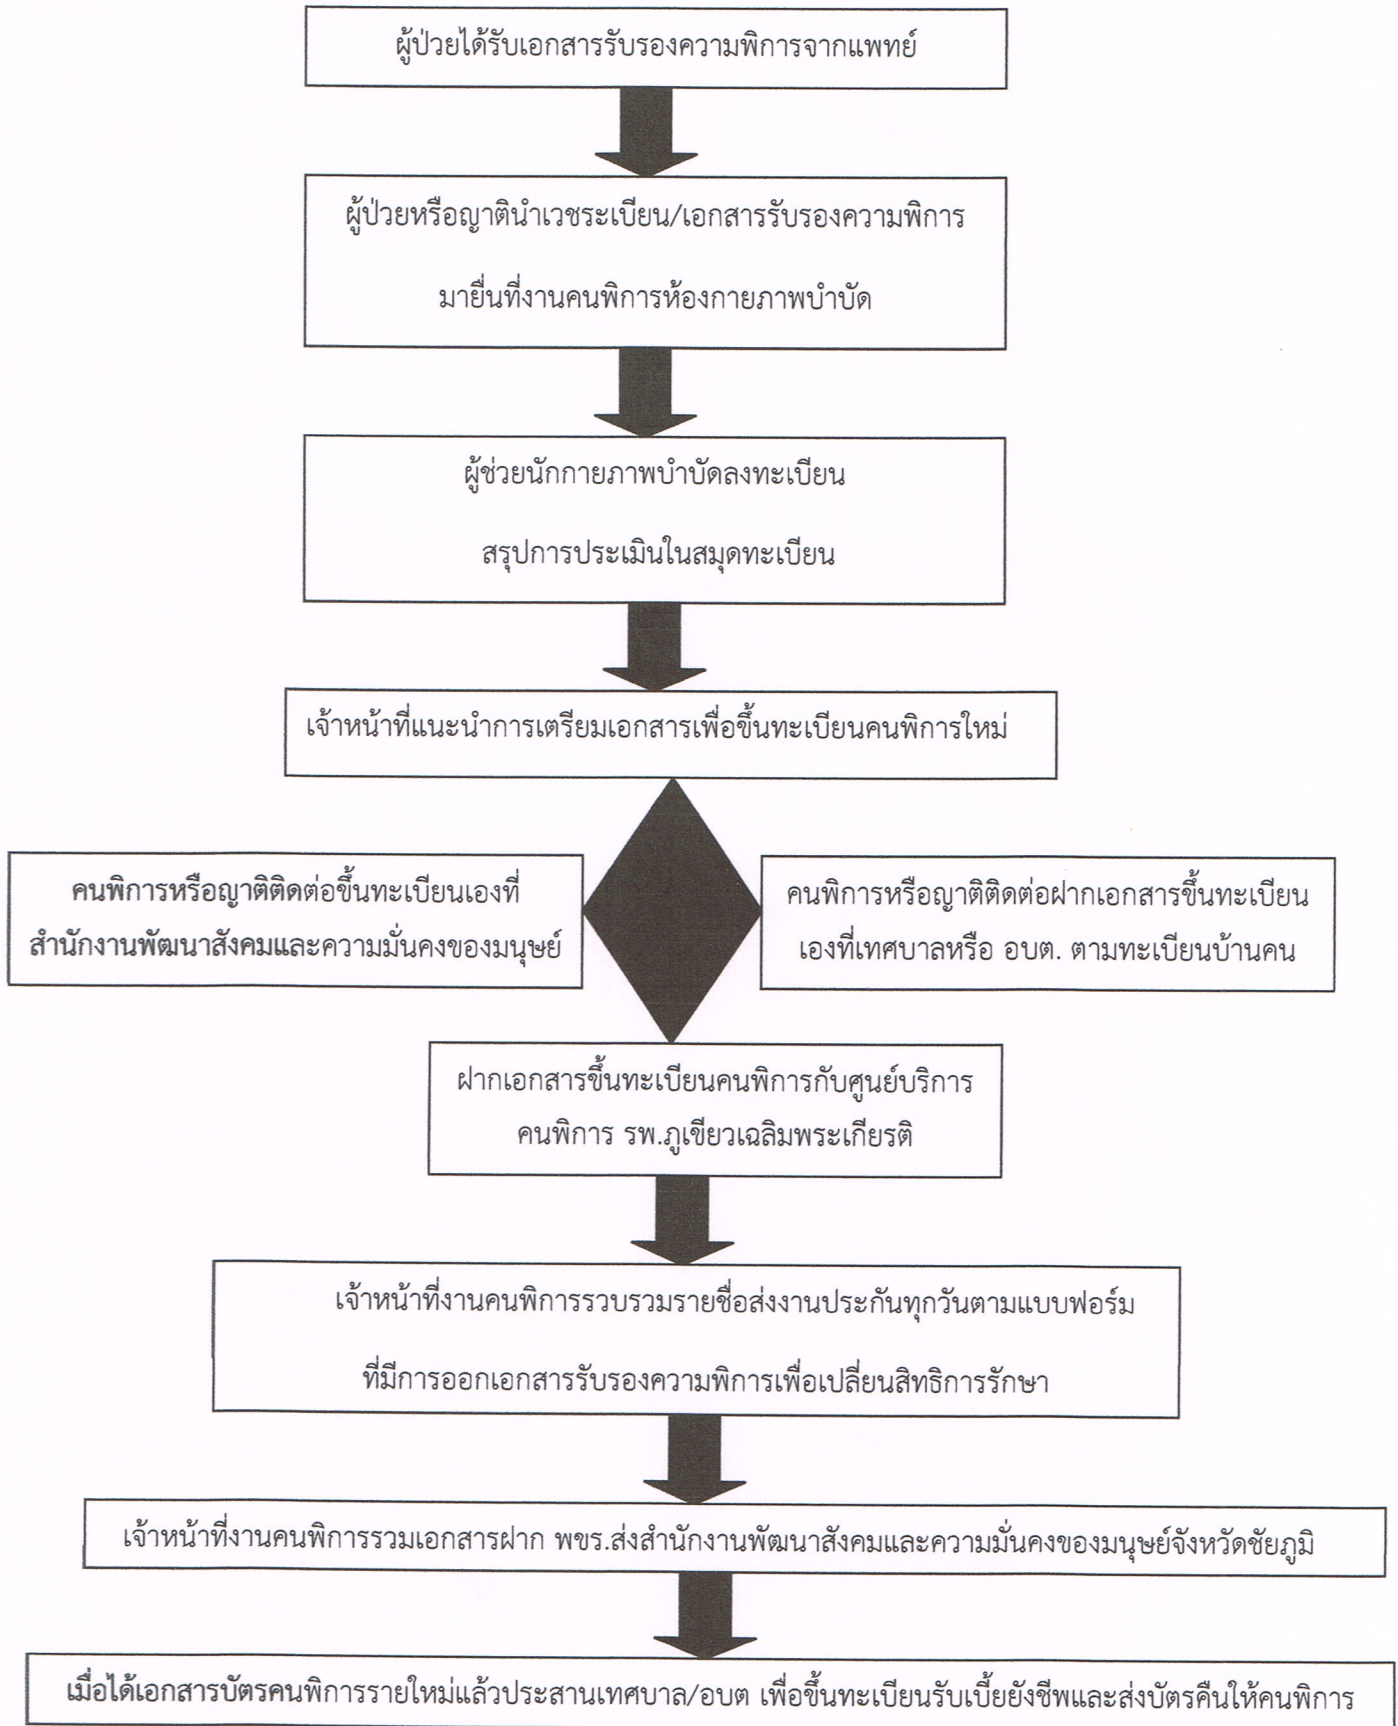 ผู้ป่วยได้รับเอกสารรับรองความพิการจากแพทย์
ผู้ป่วยหรือญาตินำเวชระเบียน/เอกสารรับรองความพิการ
มายื่นที่งานคนพิการห้องกายภาพบำบัด
ผู้ช่วยนักกายภาพบำบัดลงทะเบียน
สรุปการประเมินในสมุดทะเบียน
เจ้าหน้าที่แนะนำการเตรียมเอกสารเพื่อขึ้นทะเบียนคนพิการใหม่
คนพิการหรือญาติติดต่อขึ้นทะเบียนเองที่
สำนักงานพัฒนาสังคมและความมั่นคงของมนุษย์
คนพิการหรือญาติติดต่อฝากเอกสารขึ้นทะเบียน
เองที่เทศบาลหรือ อบต. ตามทะเบียนบ้านคน
ฝากเอกสารขึ้นทะเบียนคนพิการกับศูนย์บริการ
คนพิการ รพ.ภูเขียวเฉลิมพระเกียรติ
เจ้าหน้าที่งานคนพิการรวบรวมรายชื่อส่งงานประกันทุกวันตามแบบฟอร์ม
ที่มีการออกเอกสารรับรองความพิการเพื่อเปลี่ยนสิทธิการรักษา
เจ้าหน้าที่งานคนพิการรวมเอกสารฝาก พขร.ส่งสำนักงานพัฒนาสังคมและความมั่นคงของมนุษย์จังหวัดชัยภูมิ
เมื่อได้เอกสารบัตรคนพิการรายใหม่แล้วประสานเทศบาล/อบต เพื่อขึ้นทะเบียนรับเบี้ยยังชีพและส่งบัตรคืนให้คนพิการ